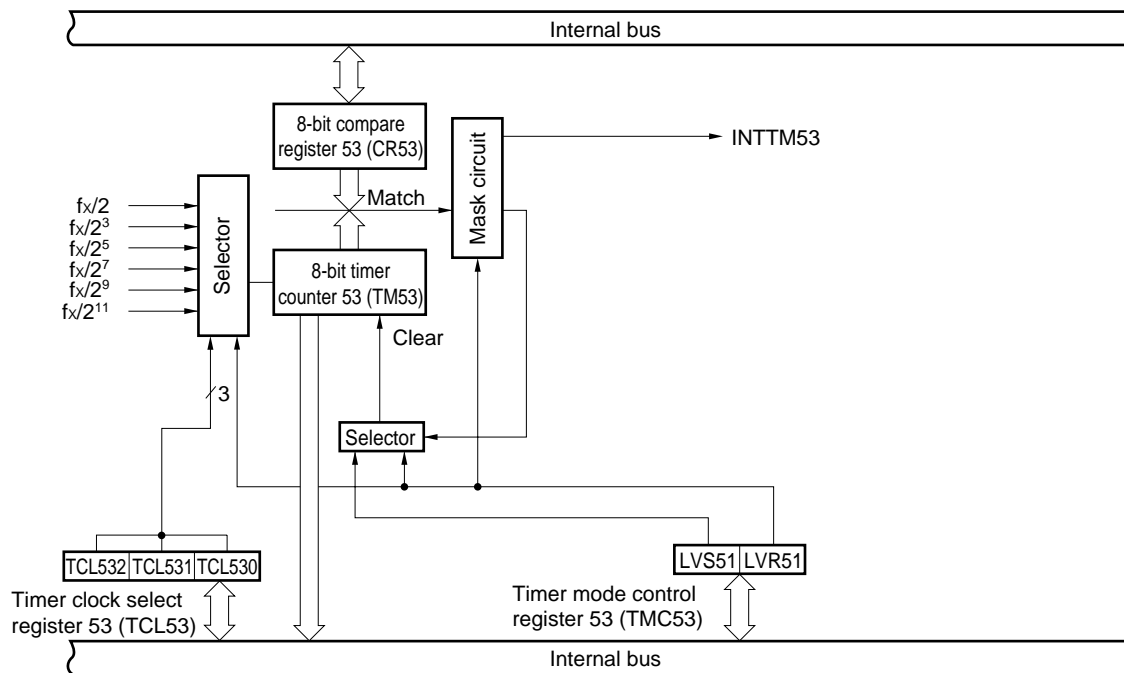 Internal bus
8-bit compare
register 53 (CR53)
Mask circuit
INTTM53
Match
fX/2
fX/2³
fX/2⁵
fX/2⁷
fX/2⁹
fX/2¹¹
Selector
8-bit timer
counter 53 (TM53)
Clear
3
Selector
TCL532 TCL531 TCL530
LVS51 LVR51
Timer clock select
register 53 (TCL53)
Timer mode control
register 53 (TMC53)
Internal bus